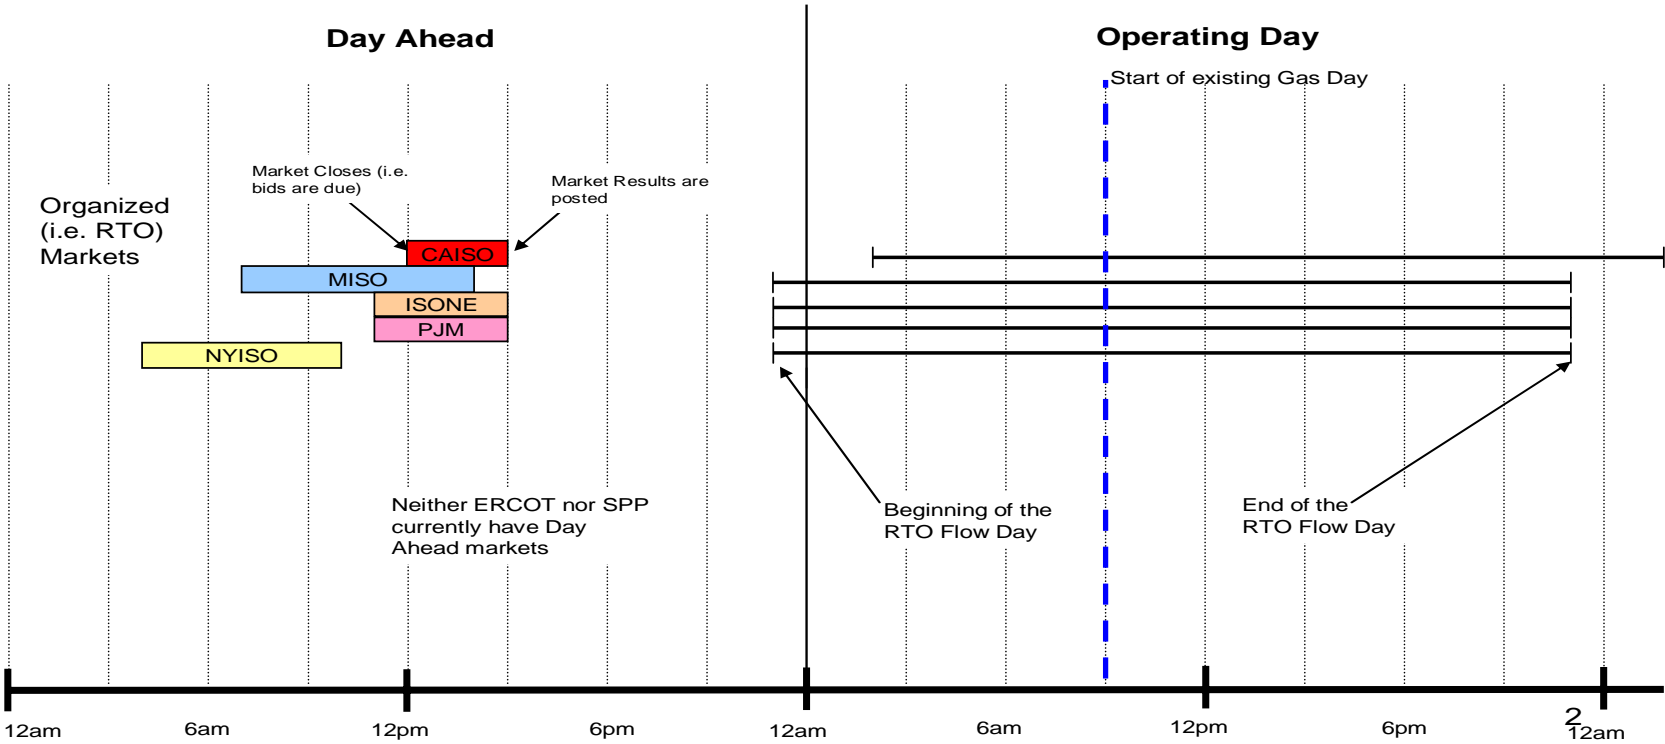 Day Ahead
Operating Day
Start of existing Gas Day
Market Closes (i.e.
bids are due)
Market Results are
posted
Organized
(i.e. RTO)
Markets
CAISO
MISO
ISONE
PJM
NYISO
Neither ERCOT nor SPP
currently have Day
Ahead markets
Beginning of the
RTO Flow Day
End of the
RTO Flow Day
12am
6am
12pm
6pm
12am
6am
12pm
6pm
2
12am